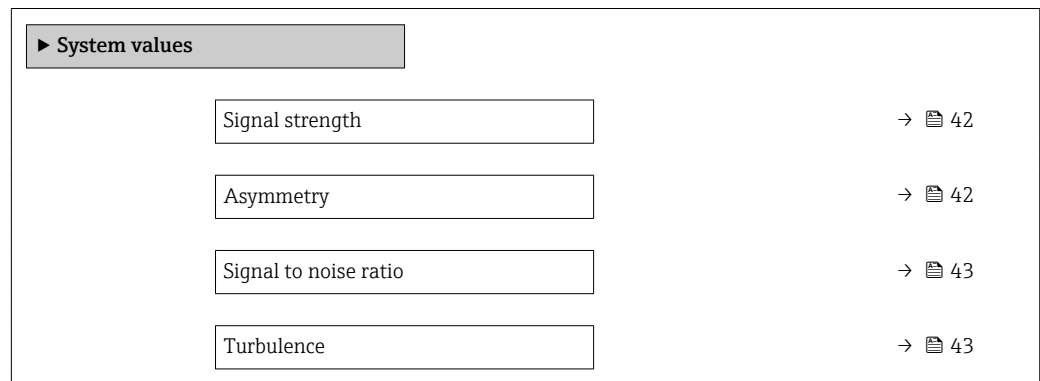 ▶ System values
Signal strength → 42
Asymmetry → 42
Signal to noise ratio → 43
Turbulence → 43